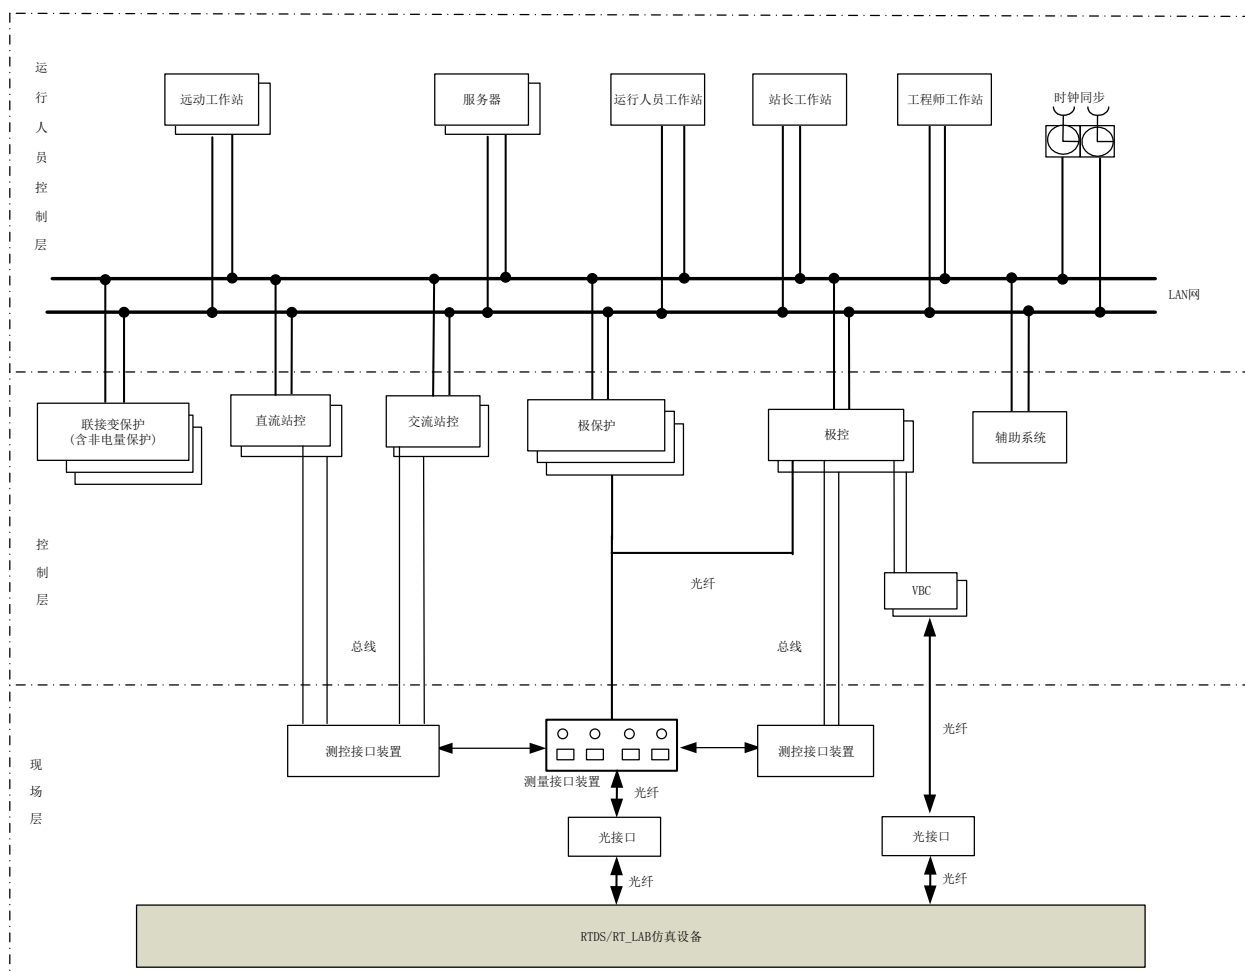 运行人员控制层
远动工作站
服务器
运行人员工作站
站长工作站
工程师工作站
时钟同步
LAN网
联接变保护
(含非电量保护)
直流站控
交流站控
极保护
极控
辅助系统
控制层
光纤
VBC
总线
总线
现场层
测控接口装置
测控接口装置
光纤
测量接口装置
光纤
光接口
光接口
光纤
光纤
RTDS/RT_LAB仿真设备